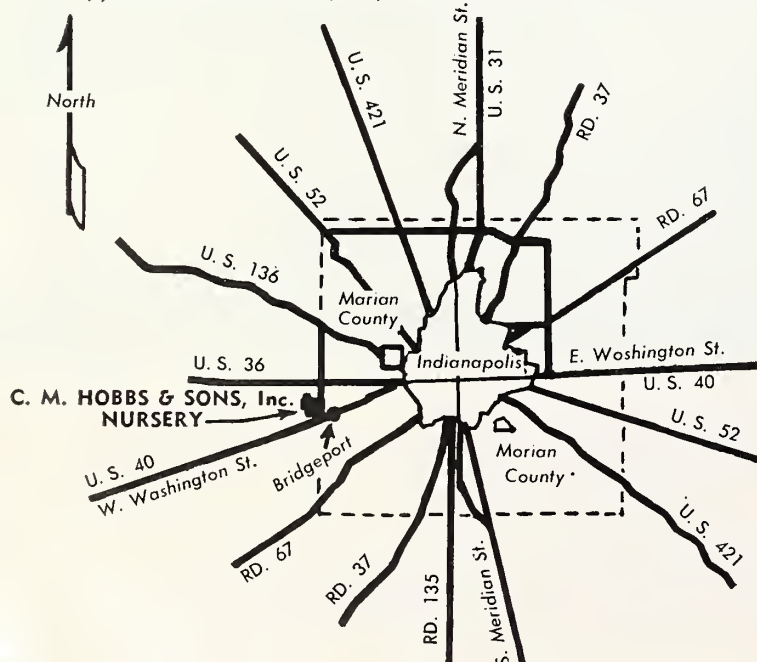 North
U. S. 421
N. Meridian St.
U. S. 31
RD. 37
U. S. 52
RD. 67
U. S. 136
Marian
County
Indianapolis
U. S. 36
E. Woshington St.
U. S. 40
C. M. HOBBS & SONS, Inc.
NURSERY
U. S. 52
U. S. 40
W. Washington St.
Bridgeport
Morian
County
RD. 67
RD. 37
RD. 135
S. Meridian St.
U. S. 421